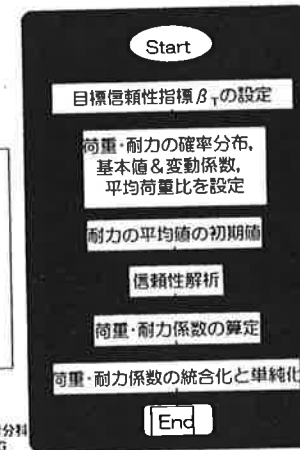 Start
目標信頼性指標βTの設定
荷重・耐力の確率分布,
基本値&変動係数,
平均荷重比を設定
耐力の平均値の初期値
信頼性解析
荷重・耐力係数の算定
荷重・耐力係数の統合化と単純化
End
分科
G